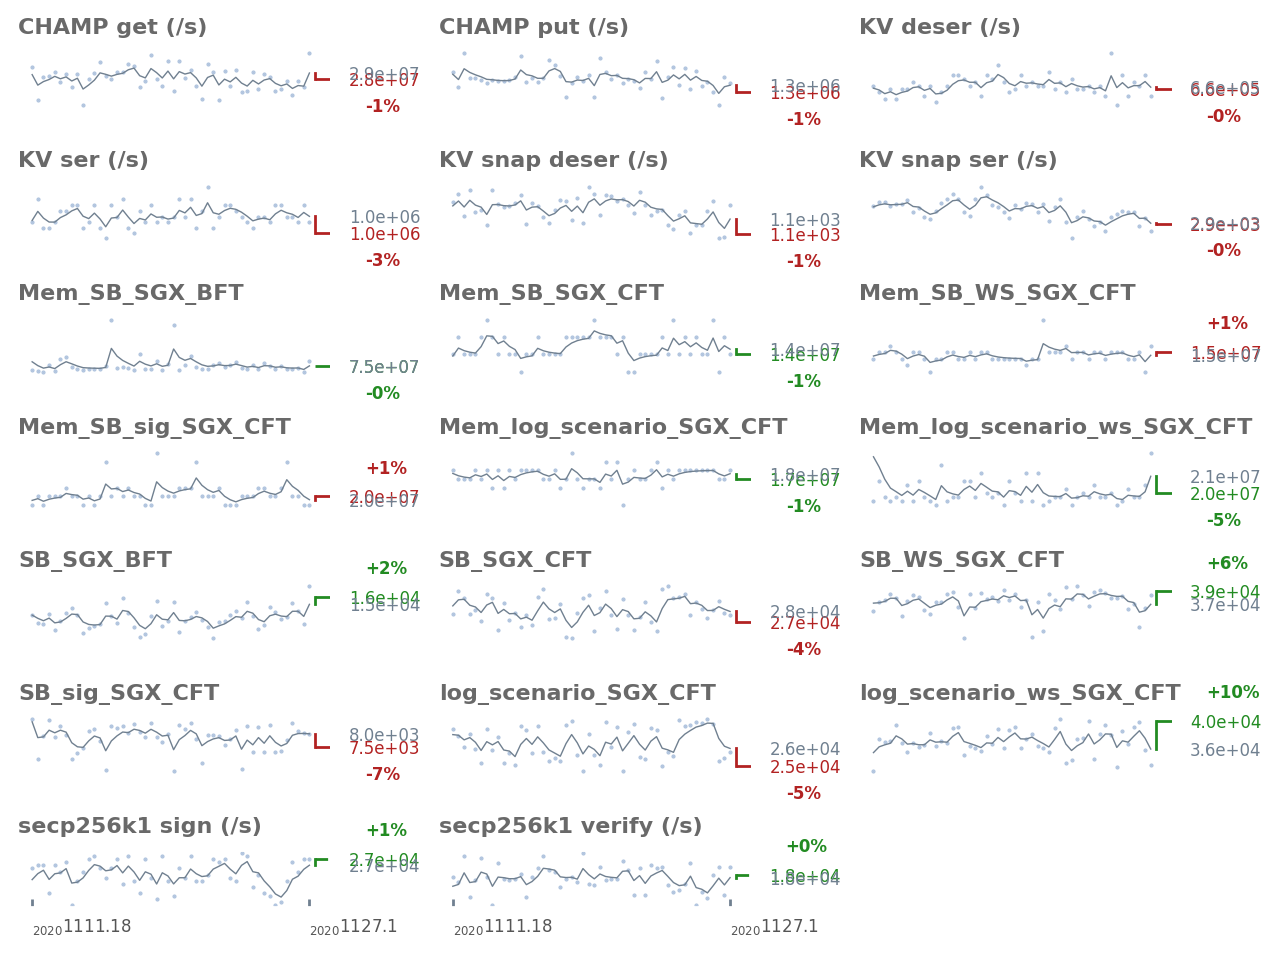 CHAMP get (/s)
2.9e+07
2.8e+07
-1%
CHAMP put (/s)
1.3e+06
1.3e+06
-1%
KV deser (/s)
6.6e+05
6.6e+05
-0%
KV ser (/s)
1.0e+06
1.0e+06
-3%
KV snap deser (/s)
1.1e+03
1.1e+03
-1%
KV snap ser (/s)
2.9e+03
2.9e+03
-0%
Mem_SB_SGX_BFT
7.5e+07
-0%
Mem_SB_SGX_CFT
1.4e+07
1.4e+07
-1%
Mem_SB_WS_SGX_CFT
+1%
1.5e+07
1.5e+07
Mem_SB_sig_SGX_CFT
+1%
2.0e+07
2.0e+07
Mem_log_scenario_SGX_CFT
1.8e+07
1.7e+07
-1%
Mem_log_scenario_ws_SGX_CFT
2.1e+07
2.0e+07
-5%
SB_SGX_BFT
+2%
1.6e+04
1.5e+04
SB_SGX_CFT
2.8e+04
2.7e+04
-4%
SB_WS_SGX_CFT
+6%
3.9e+04
3.7e+04
SB_sig_SGX_CFT
8.0e+03
7.5e+03
-7%
log_scenario_SGX_CFT
2.6e+04
2.5e+04
-5%
log_scenario_ws_SGX_CFT
+10%
4.0e+04
3.6e+04
secp256k1 sign (/s)
+1%
2.7e+04
2.7e+04
secp256k1 verify (/s)
+0%
1.8e+04
1.8e+04
2020 1111.18
2020 1127.1
2020 1111.18
2020 1127.1